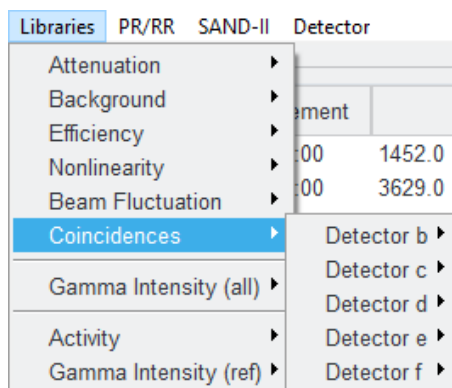 Libraries PR/RR SAND-II Detector
Attenuation
Background
ement
Efficiency
:00 1452.0
Nonlinearity
:00 3629.0
Beam Fluctuation
Coincidences
Detector b
Detector c
Gamma Intensity (all)
Detector d
Activity
Detector e
Gamma Intensity (ref)
Detector f